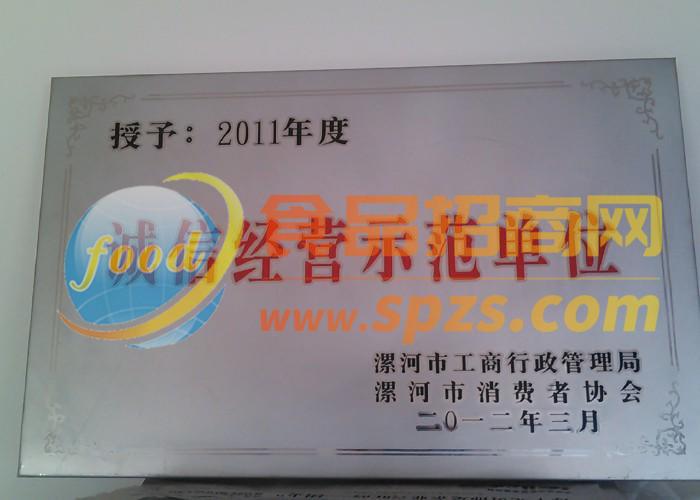 授予：2011年度
食品招商网
food
诚信经营示范单位
www.spzs.com
漯河市工商行政管理局
漯河市消费者协会
二〇一二年三月